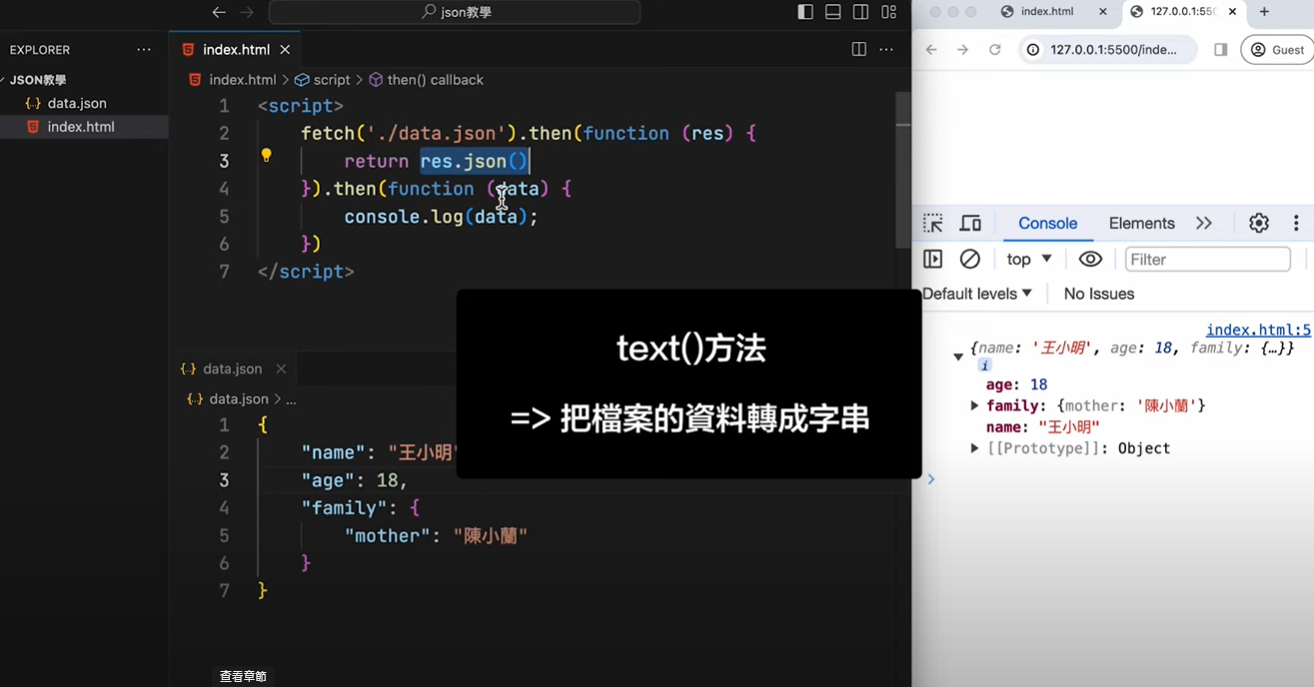 json教學
EXPLORER
JSON教學
data.json
index.html
index.html
index.html > script > then() callback
1 <script>
2 fetch('./data.json').then(function (res) {
3 return res.json()
4 }).then(function (data) {
5 console.log(data);
6 })
7 </script>
data.json
data.json > ...
1 {
2 "name": "王小明"
3 "age": 18,
4 "family": {
5 "mother": "陳小蘭"
6 }
7 }
text()方法
=> 把檔案的資料轉成字串
查看章節
index.html
127.0.0.1:550
127.0.0.1:5500/inde...
Guest
Console Elements
top Filter
Default levels No Issues
index.html:5
{name: '王小明', age: 18, family: {…}}
i
age: 18
family: {mother: '陳小蘭'}
name: "王小明"
[[Prototype]]: Object